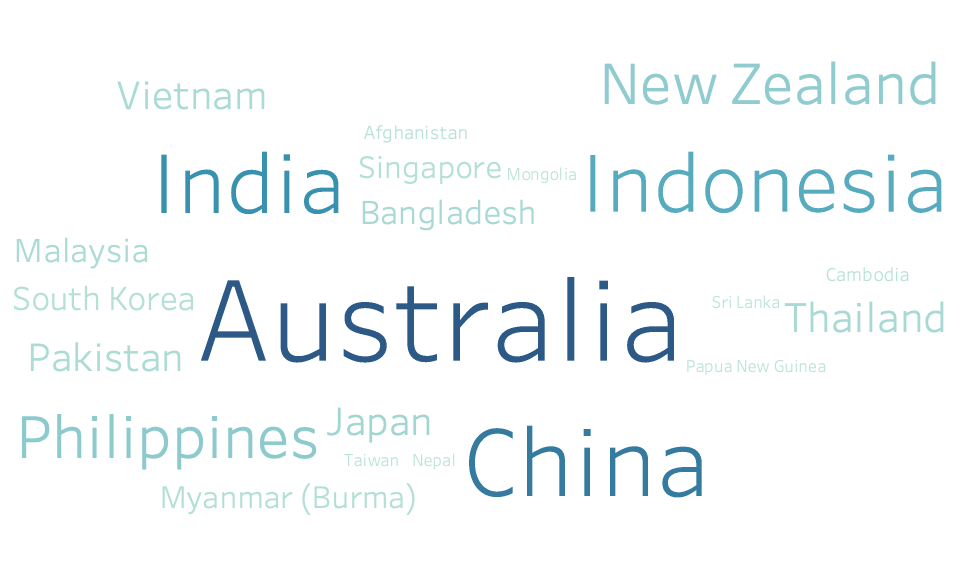 Vietnam
New Zealand
Afghanistan
India
Singapore
Mongolia
Indonesia
Bangladesh
Malaysia
South Korea
Australia
Cambodia
Sri Lanka
Thailand
Pakistan
Papua New Guinea
Philippines
Japan
China
Taiwan
Nepal
Myanmar (Burma)